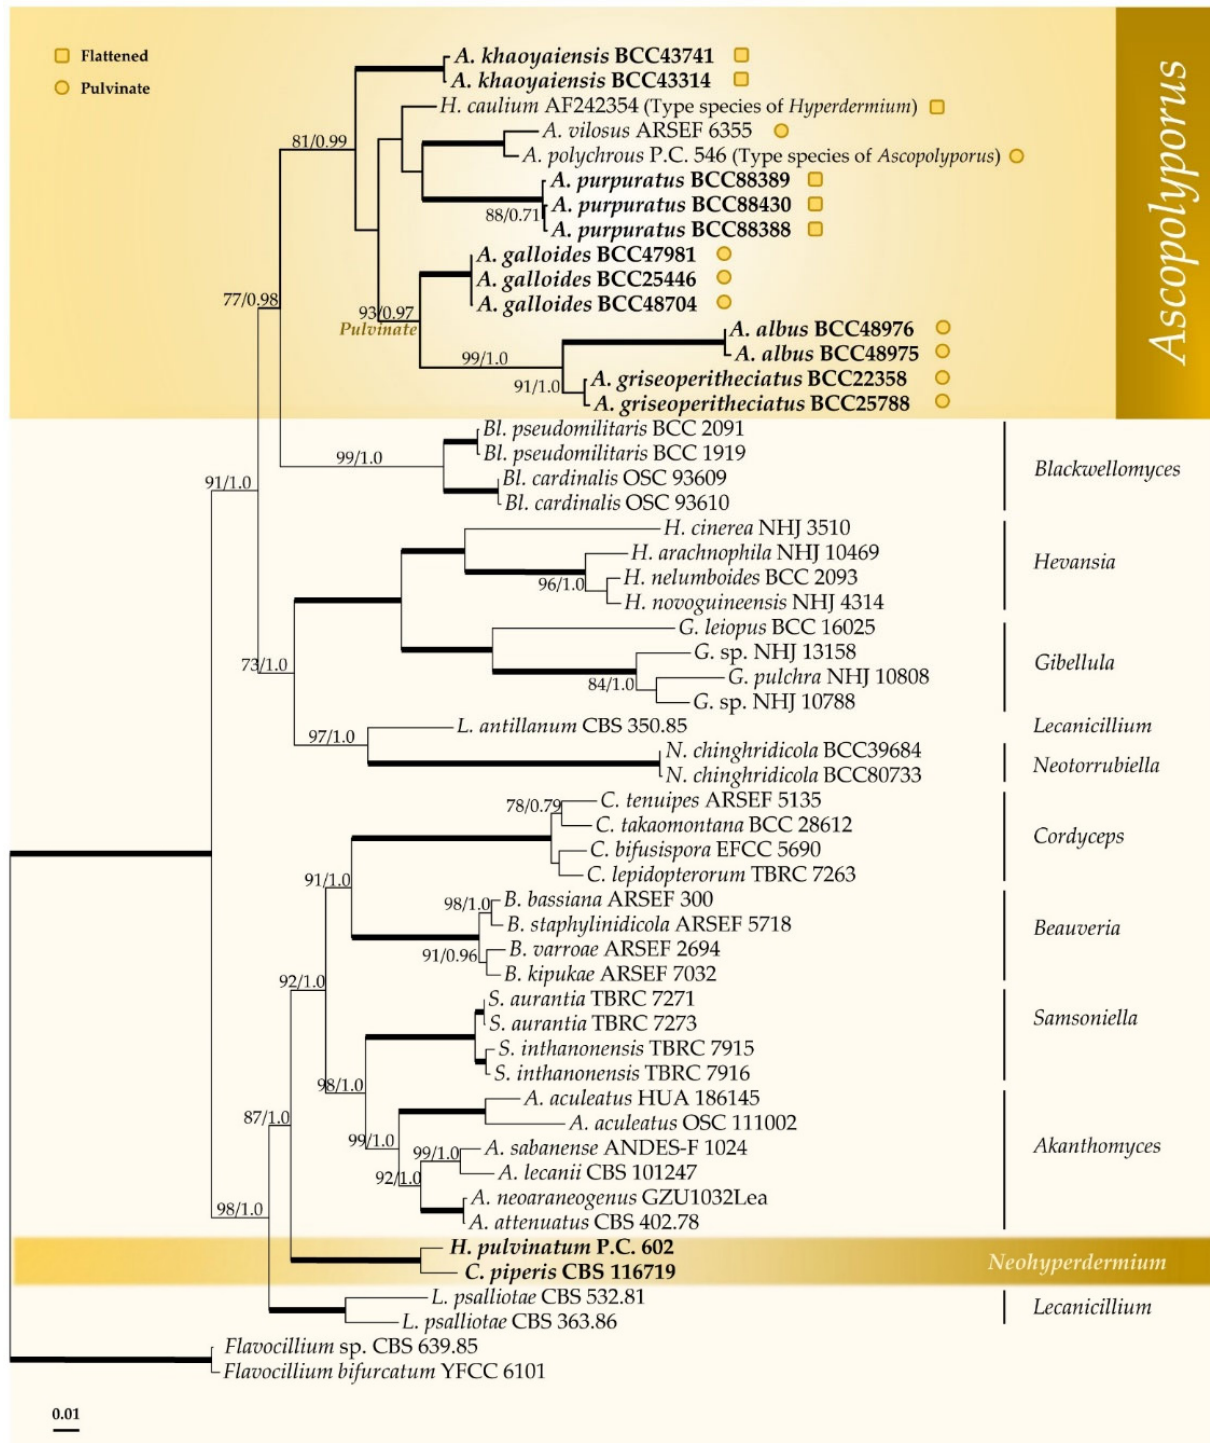 Flattened
Pulvinate
Ascopolyporus
A. khaoyaiensis BCC43741
A. khaoyaiensis BCC43314
H. caulium AF242354 (Type species of Hyperdermium)
81/0.99
A. vilosus ARSEF 6355
A. polychrous P.C. 546 (Type species of Ascopolyporus)
A. purpuratus BCC88389
A. purpuratus BCC88430
88/0.71
A. purpuratus BCC88388
A. galloides BCC47981
A. galloides BCC25446
77/0.98
A. galloides BCC48704
93/0.97
Pulvinate
A. albus BCC48976
A. albus BCC48975
99/1.0
A. griseoperitheciatus BCC22358
91/1.0
A. griseoperitheciatus BCC25788
Bl. pseudomilitaris BCC 2091
Bl. pseudomilitaris BCC 1919
99/1.0
Blackwellomyces
Bl. cardinalis OSC 93609
91/1.0
Bl. cardinalis OSC 93610
H. cinerea NHJ 3510
H. arachnophila NHJ 10469
Hevansia
96/1.0
H. nelumboides BCC 2093
H. novoguineensis NHJ 4314
G. leiopus BCC 16025
G. sp. NHJ 13158
Gibellula
73/1.0
G. pulchra NHJ 10808
84/1.0
G. sp. NHJ 10788
L. antillanum CBS 350.85
Lecanicillium
97/1.0
N. chinghridicola BCC39684
Neotorrubiella
N. chinghridicola BCC80733
C. tenuipes ARSEF 5135
78/0.79
C. takaomontana BCC 28612
Cordyceps
C. bifusispora EFCC 5690
C. lepidopterorum TBRC 7263
91/1.0
B. bassiana ARSEF 300
98/1.0
B. staphylinidicola ARSEF 5718
Beauveria
B. varroae ARSEF 2694
91/0.96
B. kipukae ARSEF 7032
92/1.0
S. aurantia TBRC 7271
S. aurantia TBRC 7273
Samsoniella
S. inthanonensis TBRC 7915
S. inthanonensis TBRC 7916
98/1.0
A. aculeatus HUA 186145
87/1.0
A. aculeatus OSC 111002
99/1.0
A. sabanense ANDES-F 1024
99/1.0
Akanthomyces
A. lecanii CBS 101247
92/1.0
A. neoaraneogenus GZU1032Lea
98/1.0
A. attenuatus CBS 402.78
H. pulvinatum P.C. 602
Neohyperdermium
C. piperis CBS 116719
L. psalliotae CBS 532.81
Lecanicillium
L. psalliotae CBS 363.86
Flavocillium sp. CBS 639.85
Flavocillium bifurcatum YFCC 6101
0.01